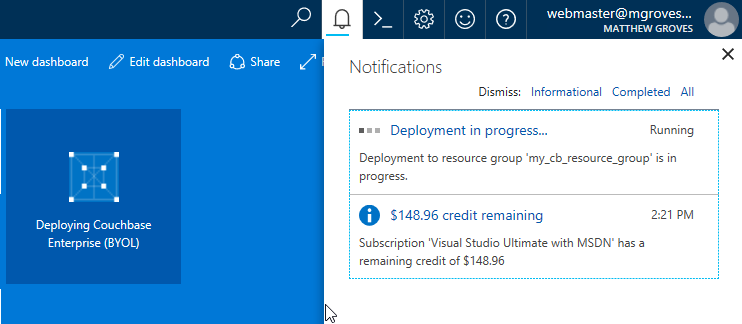 webmaster@mgroves...
MATTHEW GROVES
New dashboard
Edit dashboard
Share
Notifications
Dismiss: Informational Completed All
Deployment in progress... Running
Deployment to resource group 'my_cb_resource_group' is in
progress.
$148.96 credit remaining 2:21 PM
Subscription 'Visual Studio Ultimate with MSDN' has a
remaining credit of $148.96
Deploying Couchbase
Enterprise (BYOL)